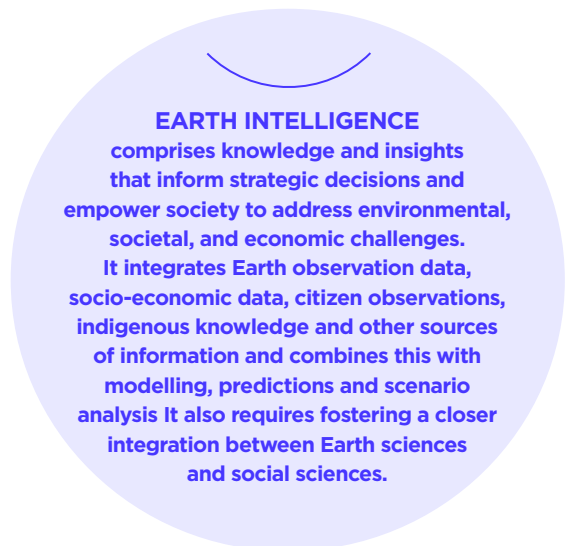 EARTH INTELLIGENCE
comprises knowledge and insights
that inform strategic decisions and
empower society to address environmental,
societal, and economic challenges.
It integrates Earth observation data,
socio-economic data, citizen observations,
indigenous knowledge and other sources
of information and combines this with
modelling, predictions and scenario
analysis It also requires fostering a closer
integration between Earth sciences
and social sciences.